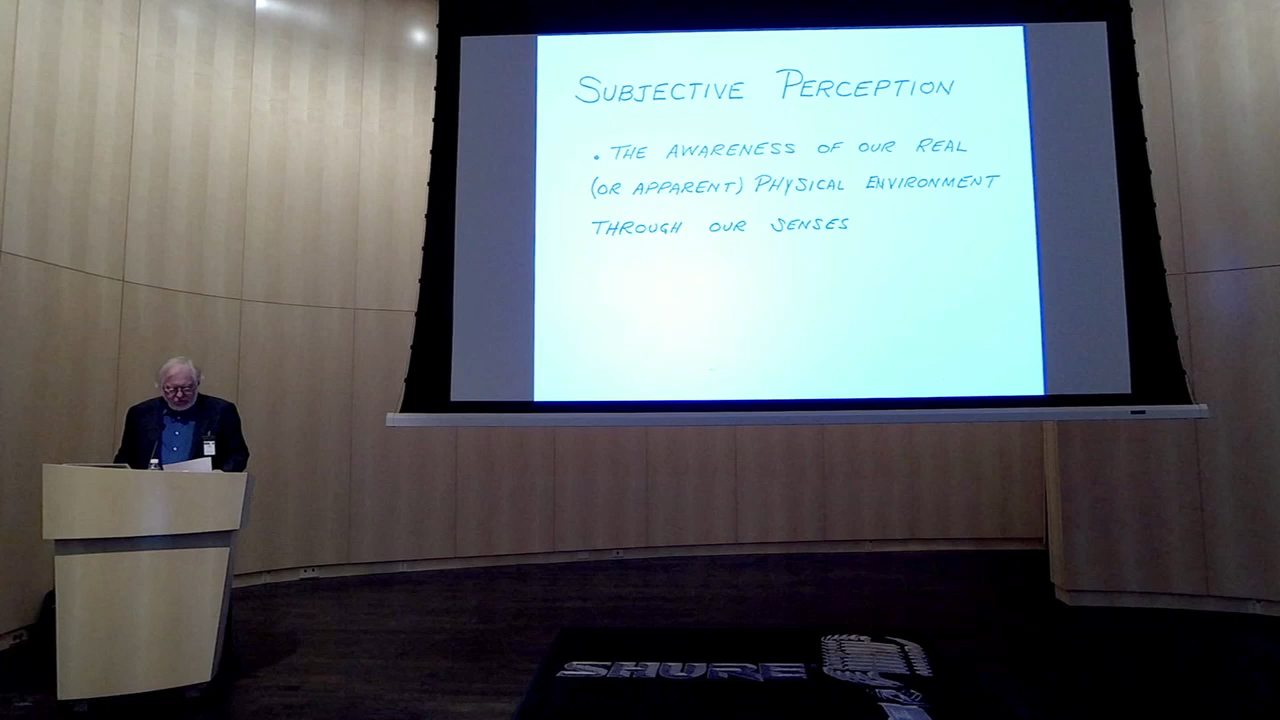 SUBJECTIVE PERCEPTION
. THE AWARENESS OF OUR REAL
(OR APPARENT) PHYSICAL ENVIRONMENT
THROUGH OUR SENSES
SHURE